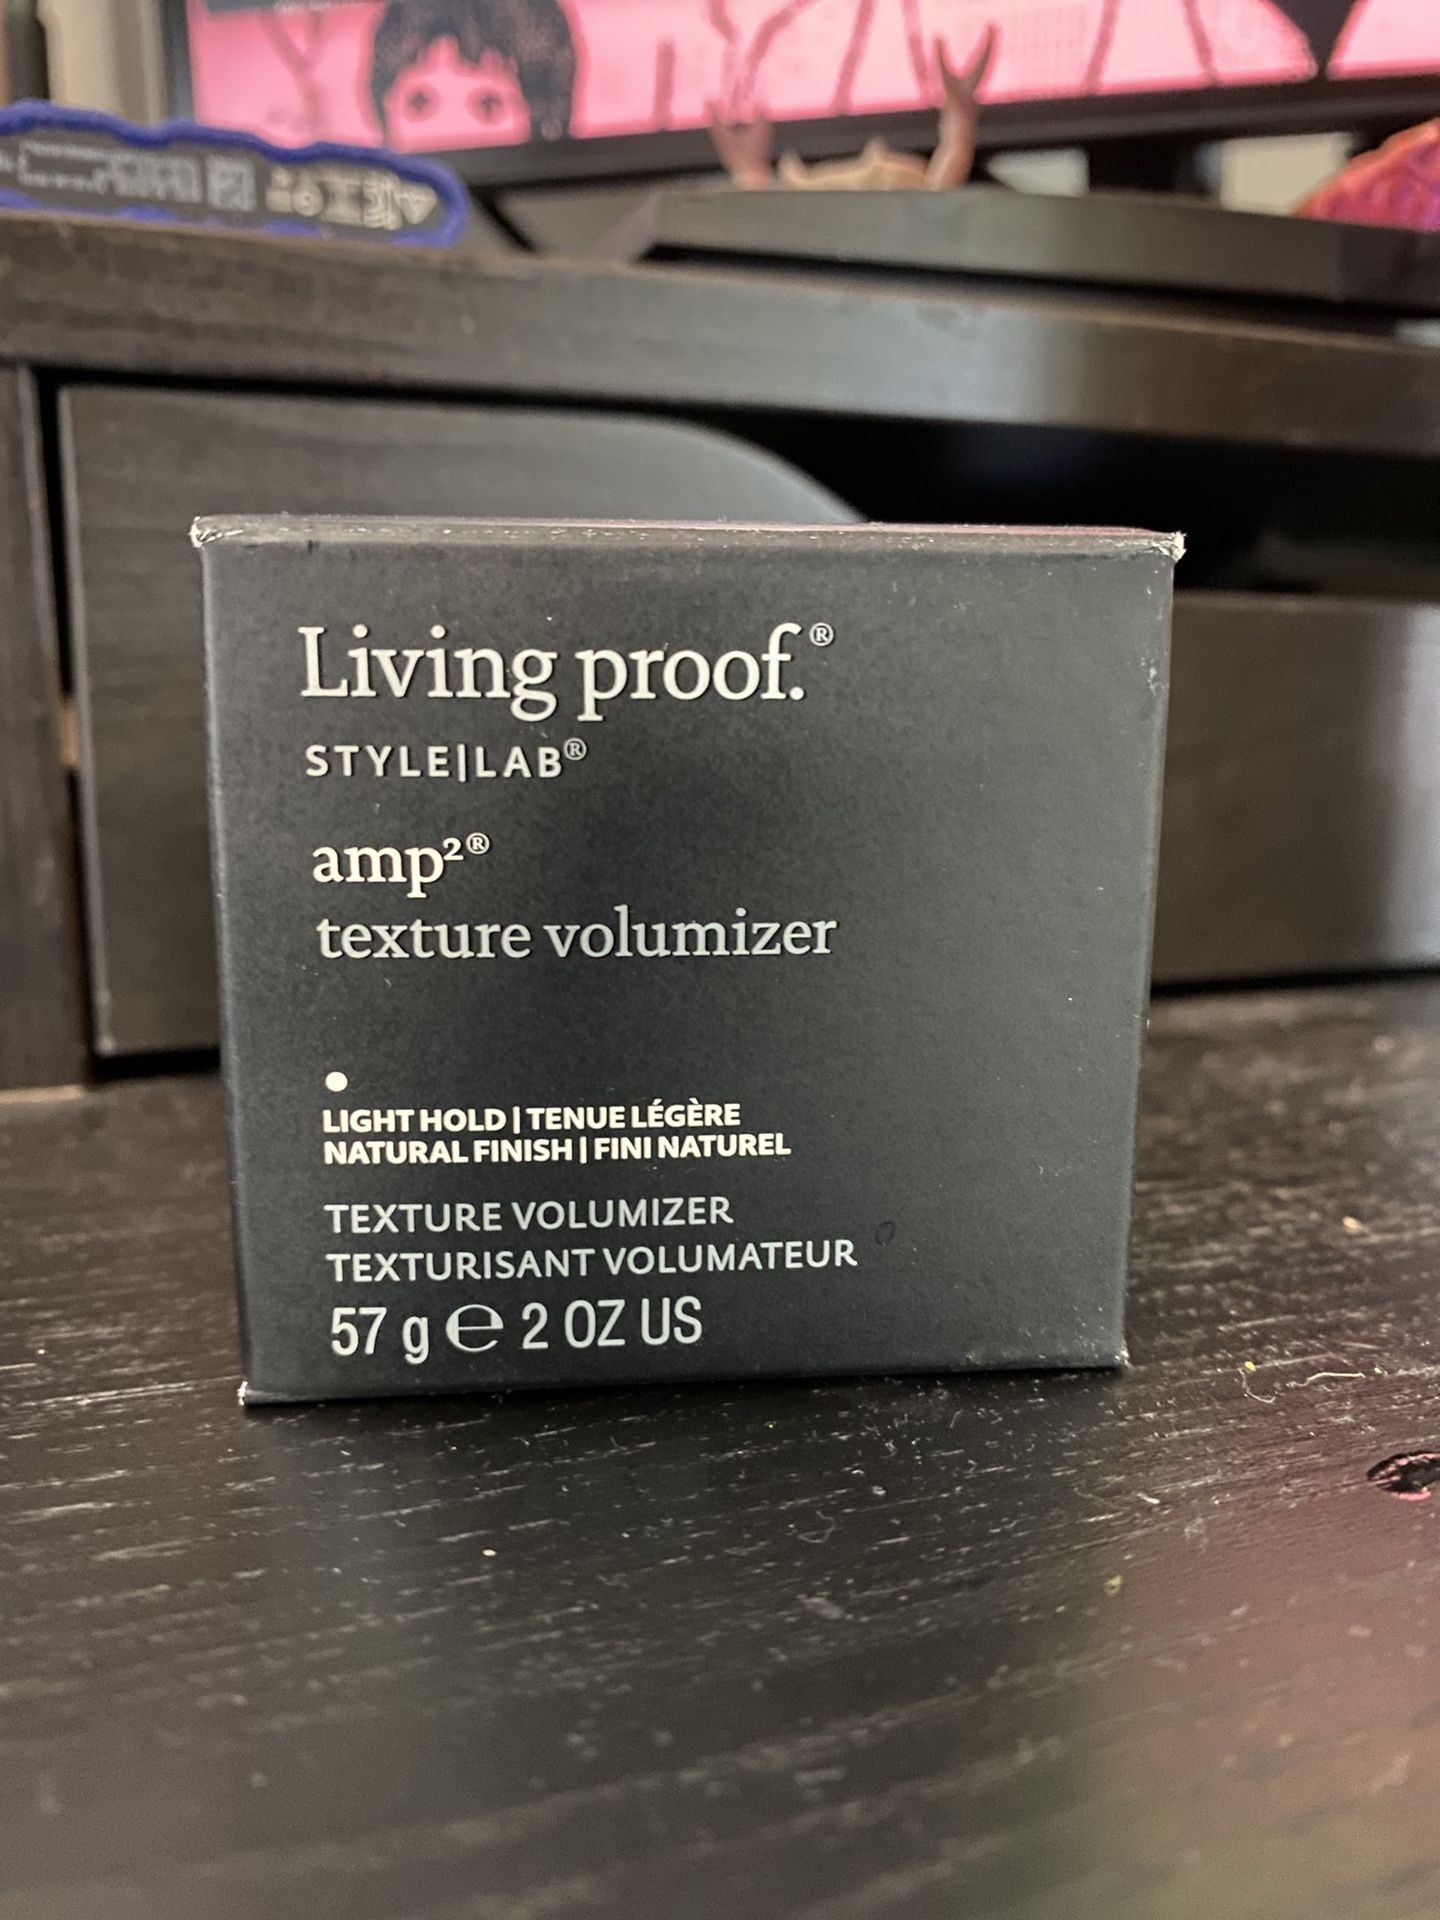 Living proof.®
STYLE|LAB®
amp²®
texture volumizer
LIGHT HOLD | TENUE LÉGÈRE
NATURAL FINISH | FINI NATUREL
TEXTURE VOLUMIZER
TEXTURISANT VOLUMATEUR
57 g ℮ 2 OZ US